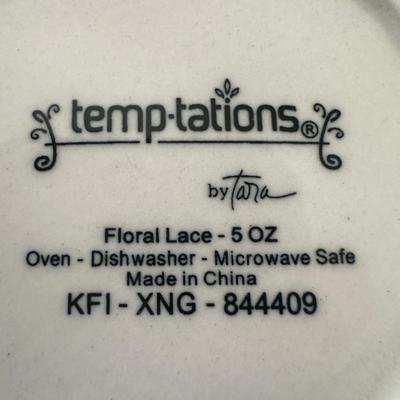 temp-tations®
by tara
Floral Lace - 5 OZ
Oven - Dishwasher - Microwave Safe
Made in China
KFI - XNG - 844409